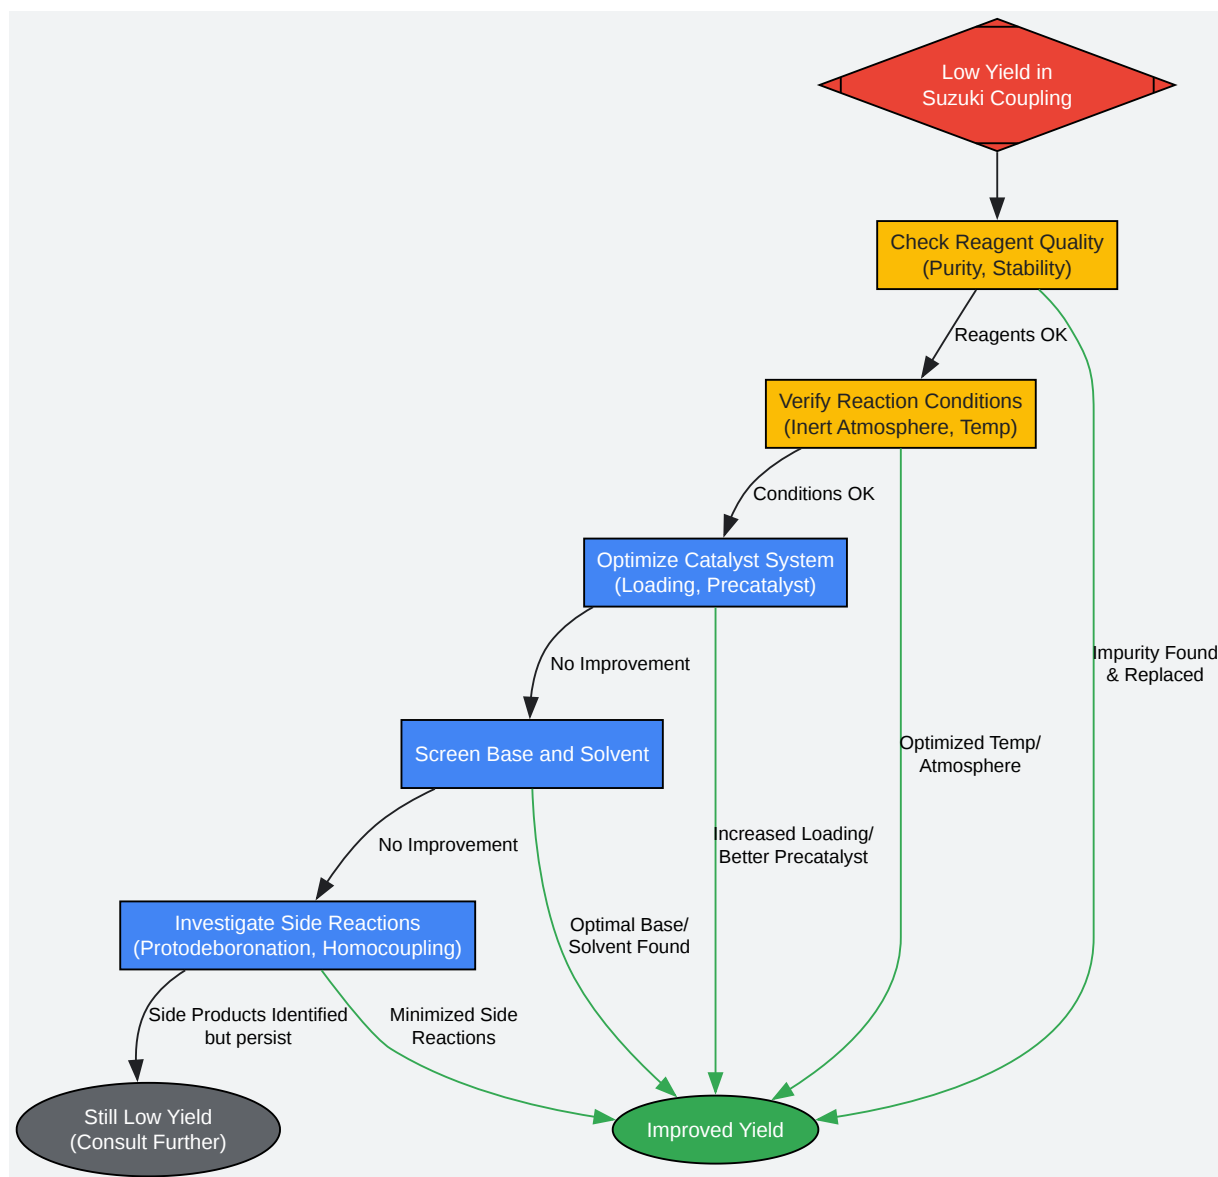 Low Yield in
Suzuki Coupling
Check Reagent Quality
(Purity, Stability)
Reagents OK
Verify Reaction Conditions
(Inert Atmosphere, Temp)
Conditions OK
Optimize Catalyst System
(Loading, Precatalyst)
No Improvement
Impurity Found
& Replaced
Screen Base and Solvent
Optimized Temp/
Atmosphere
No Improvement
Increased Loading/
Better Precatalyst
Investigate Side Reactions
(Protodeboronation, Homocoupling)
Optimal Base/
Solvent Found
Side Products Identified
but persist
Minimized Side
Reactions
Still Low Yield
(Consult Further)
Improved Yield